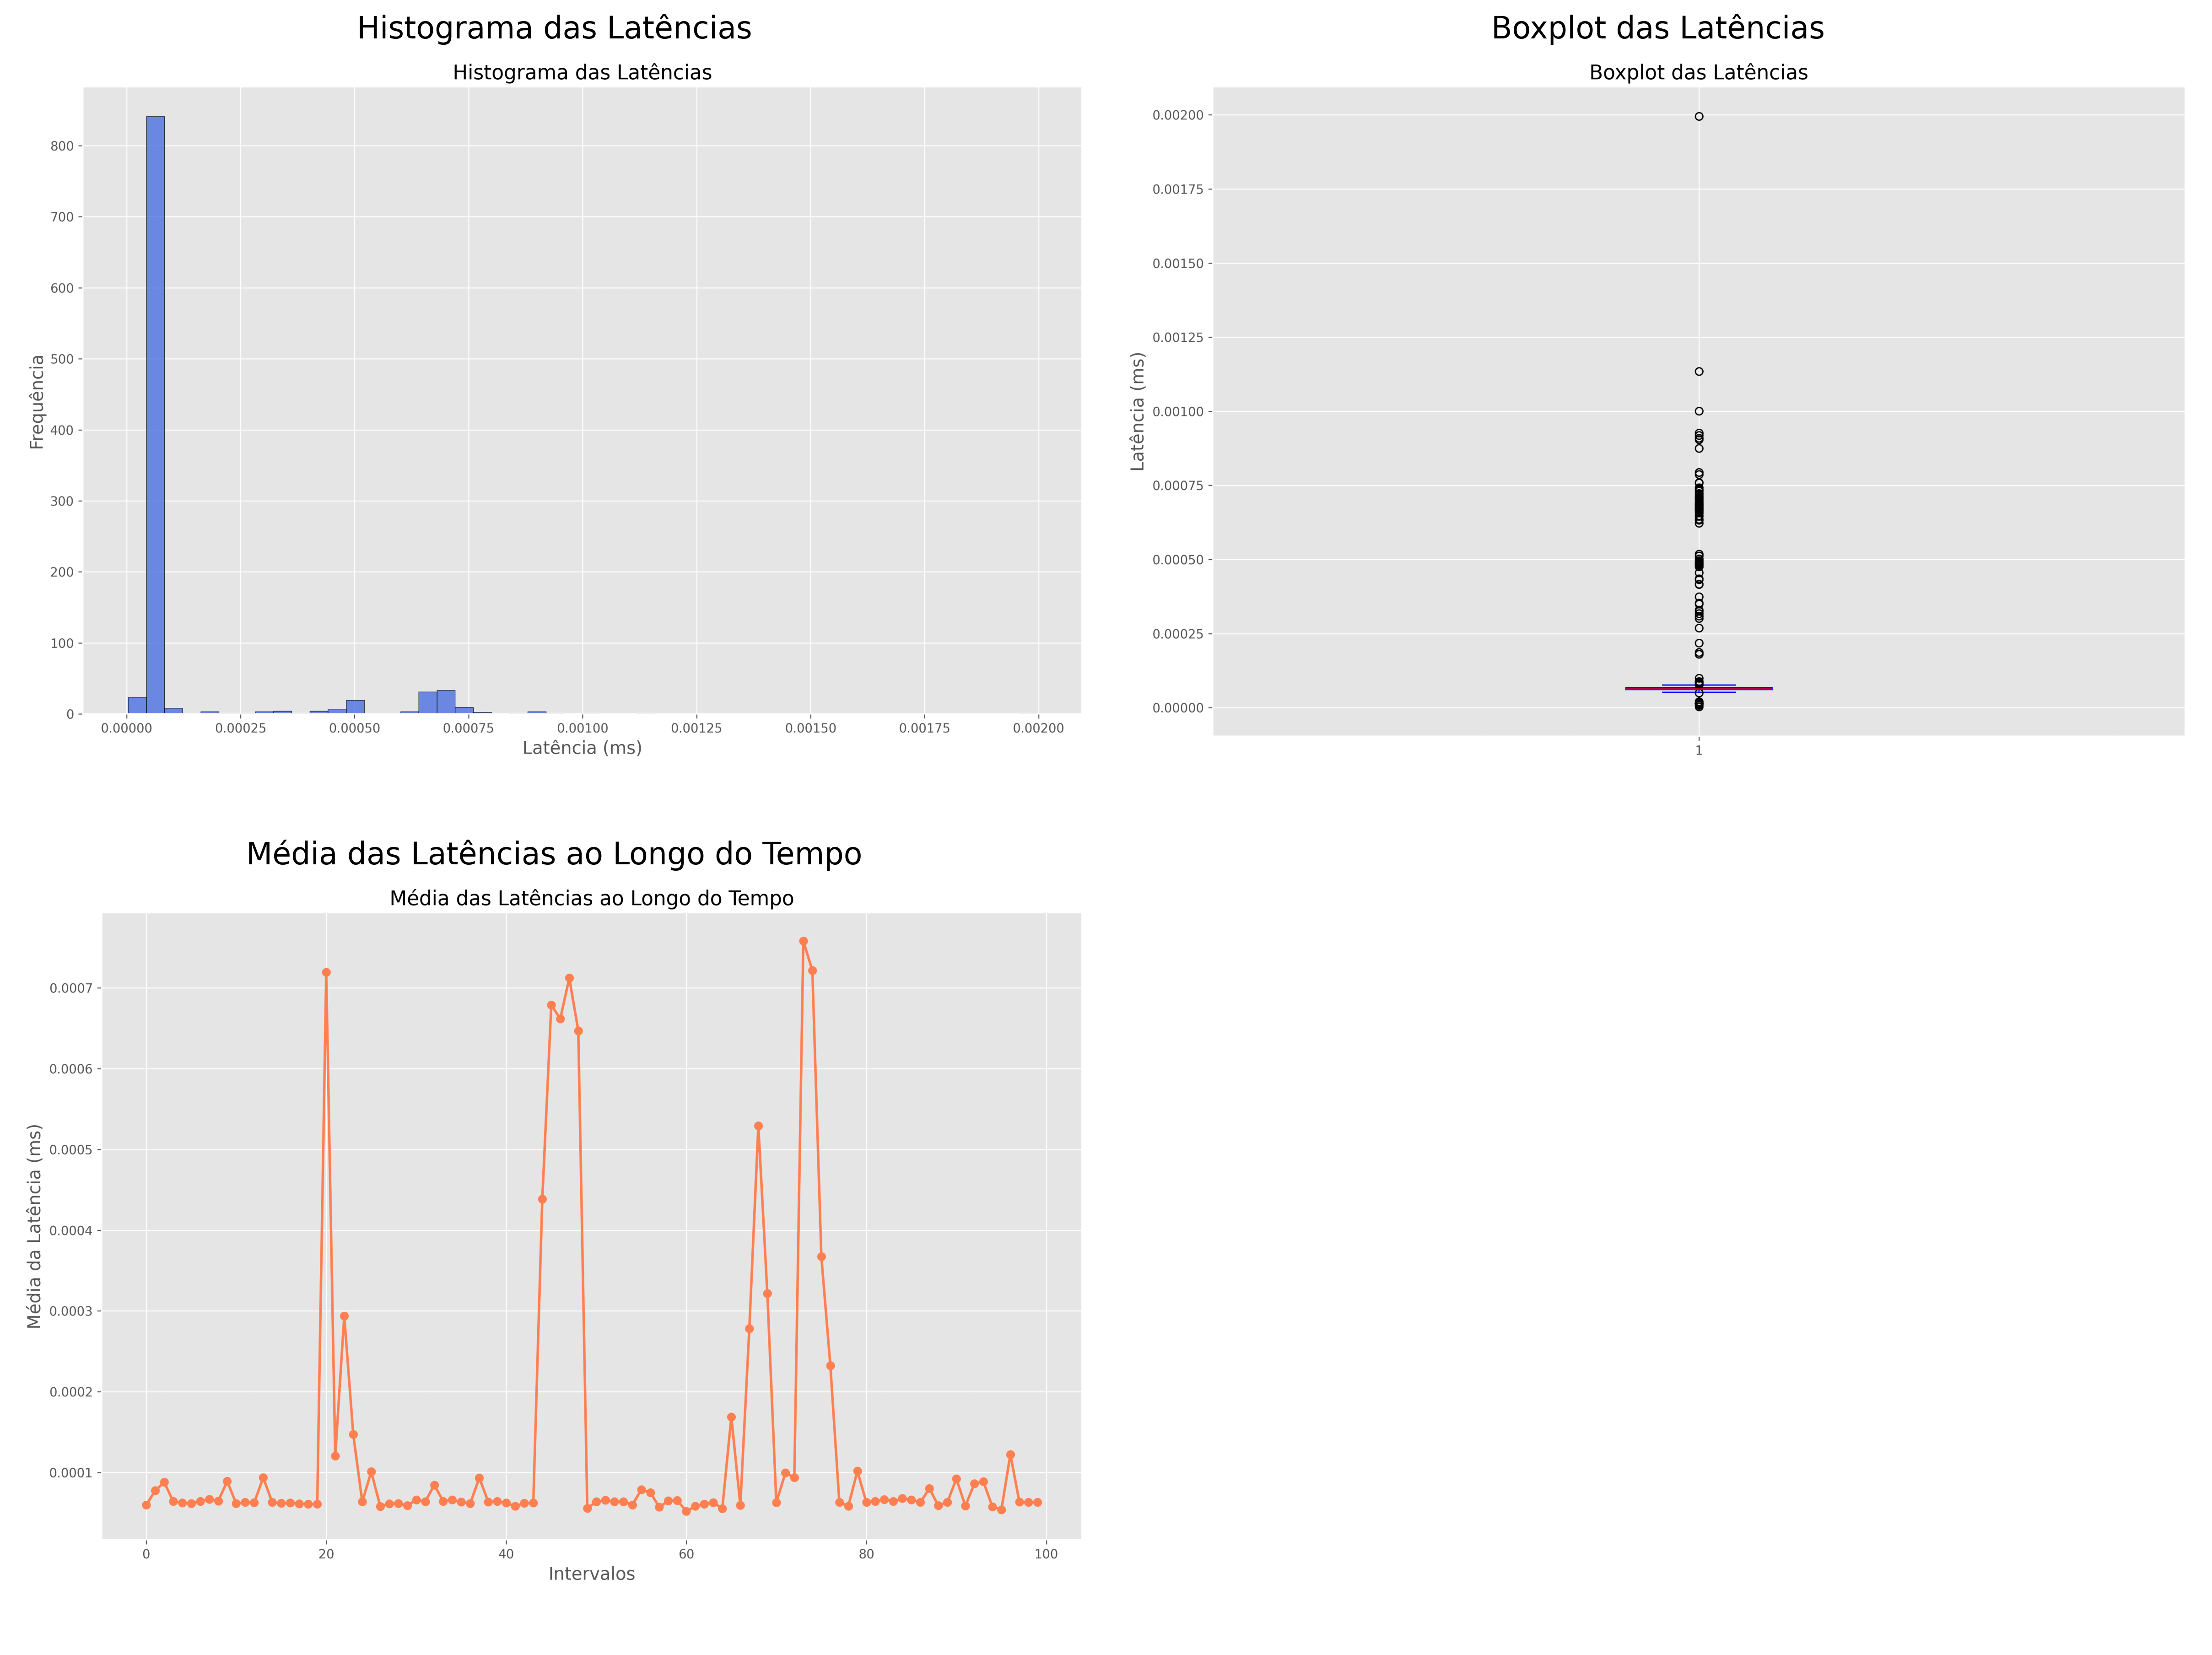 Histograma das Latências
Histograma das Latências
Frequência
800
700
600
500
400
300
200
100
0
0.00000 0.00025 0.00050 0.00075 0.00100 0.00125 0.00150 0.00175 0.00200
Latência (ms)
Boxplot das Latências
Boxplot das Latências
Latência (ms)
0.00200
0.00175
0.00150
0.00125
0.00100
0.00075
0.00050
0.00025
0.00000
1
Média das Latências ao Longo do Tempo
Média das Latências ao Longo do Tempo
Média da Latência (ms)
0.0007
0.0006
0.0005
0.0004
0.0003
0.0002
0.0001
0 20 40 60 80 100
Intervalos